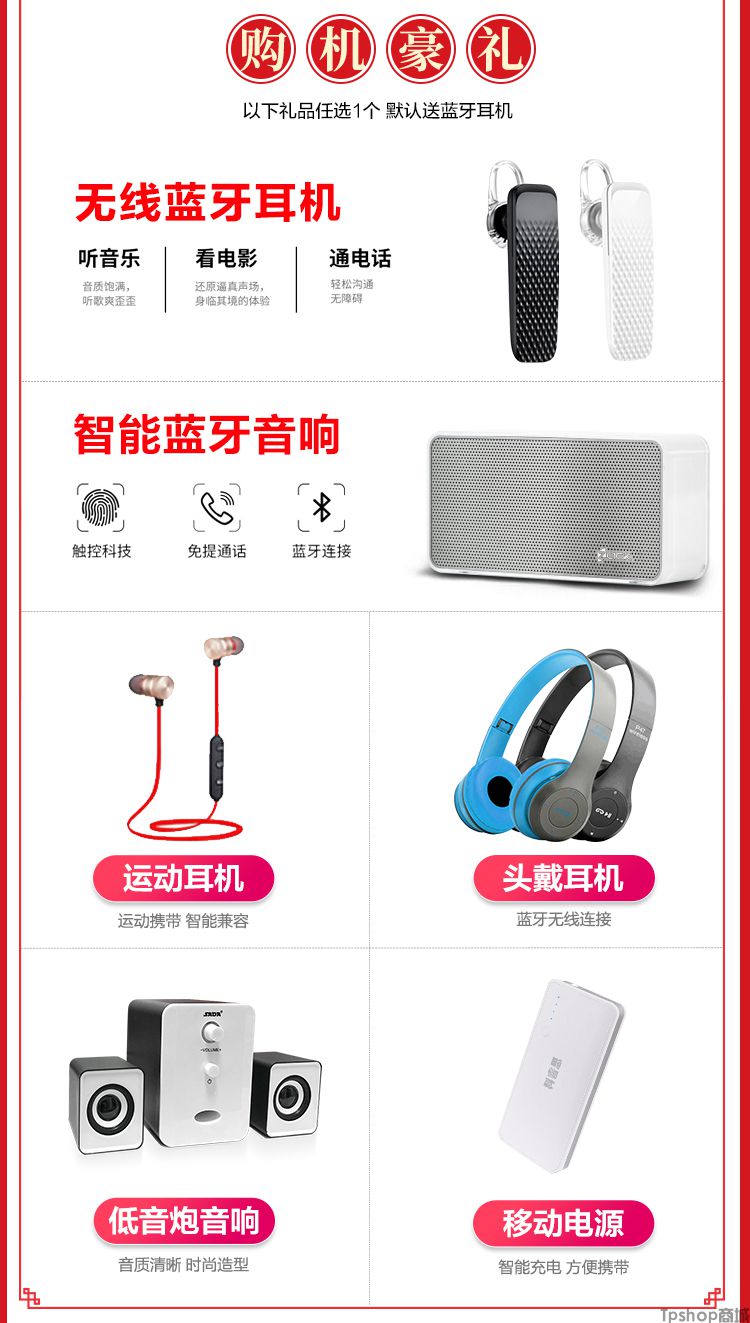 购机豪礼
以下礼品任选1个 默认送蓝牙耳机
无线蓝牙耳机
听音乐
看电影
通电话
音质饱满，
听歌爽歪歪
还原逼真声场，
身临其境的体验
轻松沟通
无障碍
智能蓝牙音响
触控科技
免提通话
蓝牙连接
P47
wireless
运动耳机
头戴耳机
运动携带 智能兼容
蓝牙无线连接
SADA
-VOLUME+
低音炮音响
移动电源
音质清晰 时尚造型
智能充电 方便携带
Tpshop商城